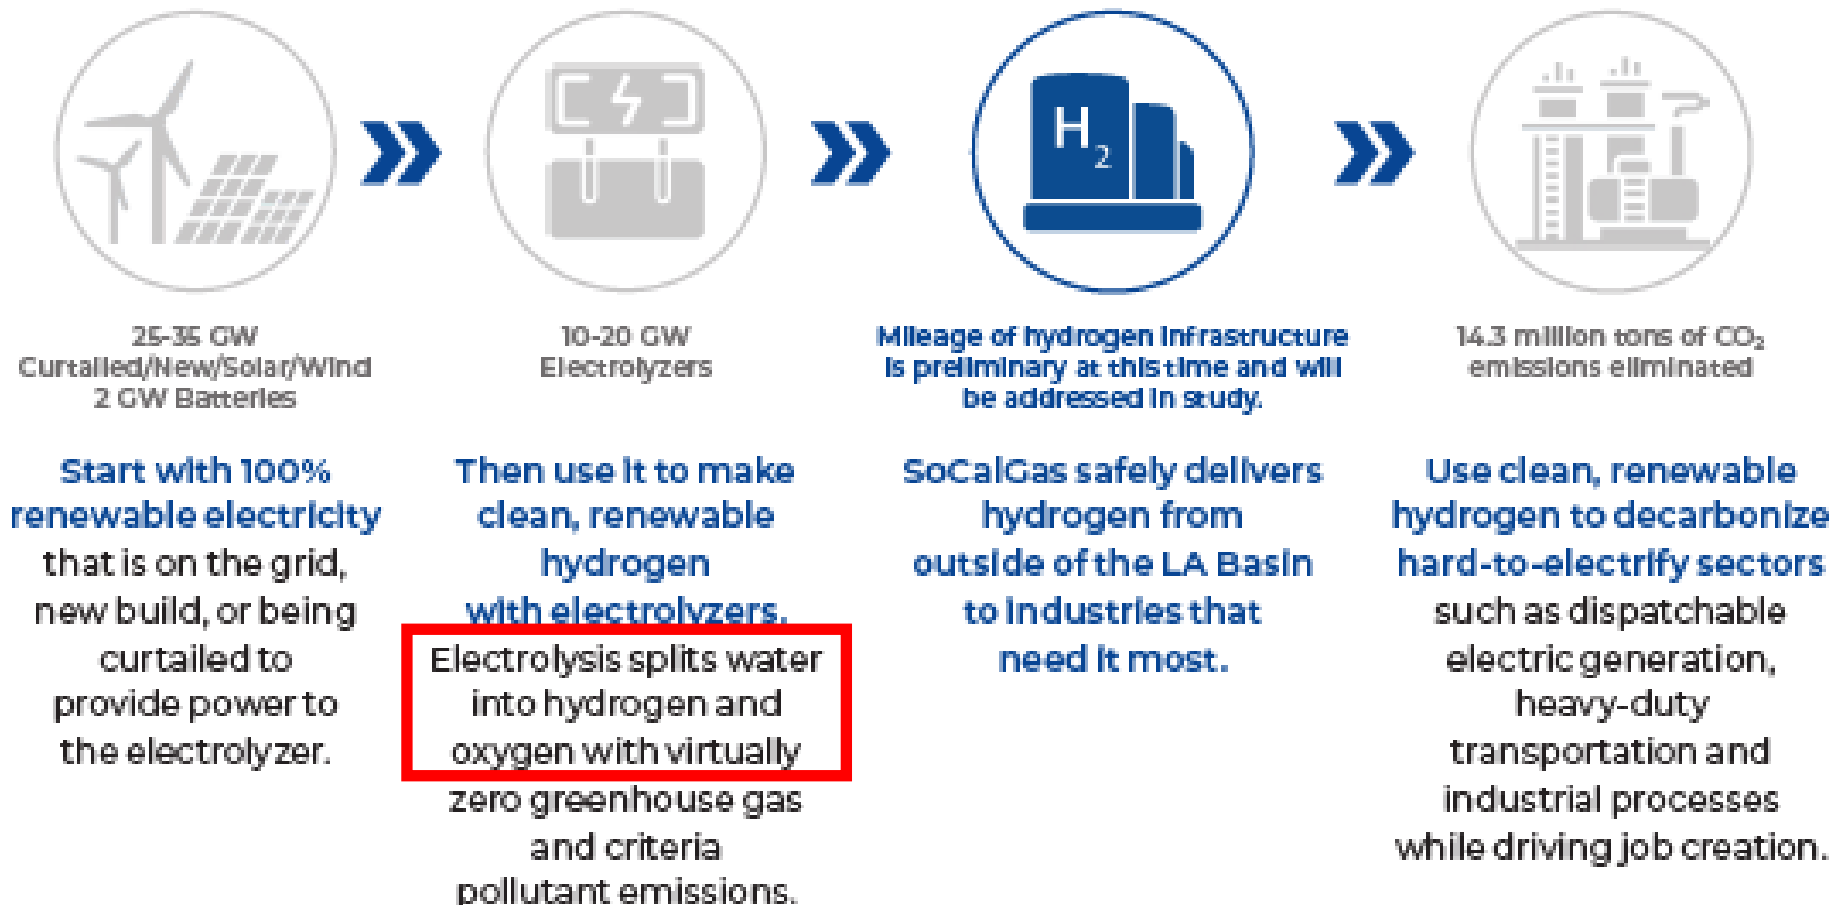 H2
25-35 GW
Curtailed/New/Solar/Wind
2 GW Batteries
Start with 100%
renewable electricity
that is on the grid,
new build, or being
curtailed to
provide power to
the electrolyzer.
10-20 GW
Electrolyzers
Then use it to make
clean, renewable
hydrogen
with electrolyzers.
Electrolysis splits water
into hydrogen and
oxygen with virtually
zero greenhouse gas
and criteria
pollutant emissions.
Mileage of hydrogen infrastructure
is preliminary at this time and will
be addressed in study.
SoCalGas safely delivers
hydrogen from
outside of the LA Basin
to industries that
need it most.
14.3 million tons of CO₂
emissions eliminated
Use clean, renewable
hydrogen to decarbonize
hard-to-electrify sectors
such as dispatchable
electric generation,
heavy-duty
transportation and
industrial processes
while driving job creation.